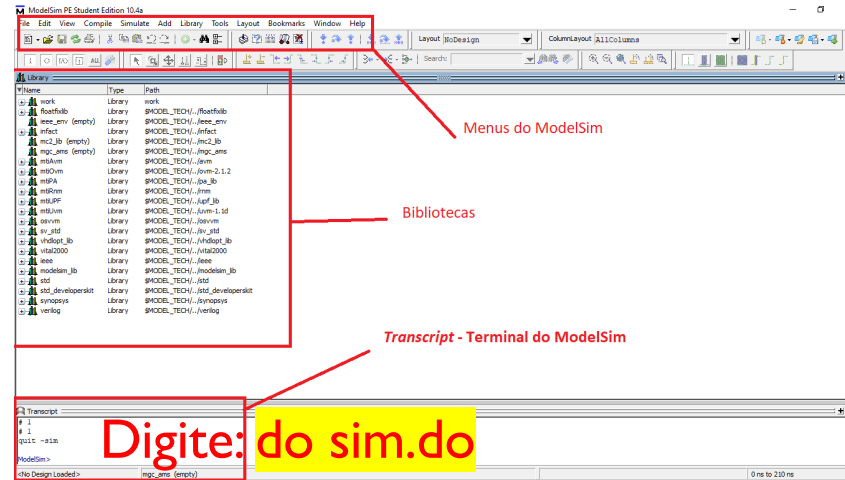 ModelSim PE Student Edition 10.4a
File Edit View Compile Simulate Add Library Tools Layout Bookmarks Window Help
Layout NoDesign ColumnLayout AllColumns
Search:
Library
Name Type Path
work Library work
floatfixlib Library $MODEL_TECH/../floatfixlib
ieee_env (empty) Library $MODEL_TECH/../ieee_env
infact Library $MODEL_TECH/../infact
mc2_lib (empty) Library $MODEL_TECH/../mc2_lib
mgc_ams (empty) Library $MODEL_TECH/../mgc_ams
mtiAvm Library $MODEL_TECH/../avm
mtiOvm Library $MODEL_TECH/../ovm-2.1.2
mtiPA Library $MODEL_TECH/../pa_lib
mtiRnm Library $MODEL_TECH/../rnm
mtiUPF Library $MODEL_TECH/../upf_lib
mtiUvm Library $MODEL_TECH/../uvm-1.1d
osvvm Library $MODEL_TECH/../osvvm
sv_std Library $MODEL_TECH/../sv_std
vhdlopt_lib Library $MODEL_TECH/../vhdlopt_lib
vital2000 Library $MODEL_TECH/../vital2000
ieee Library $MODEL_TECH/../ieee
modelsim_lib Library $MODEL_TECH/../modelsim_lib
std Library $MODEL_TECH/../std
std_developerskit Library $MODEL_TECH/../std_developerskit
synopsys Library $MODEL_TECH/../synopsys
verilog Library $MODEL_TECH/../verilog
Menus do ModelSim
Bibliotecas
Transcript - Terminal do ModelSim
Transcript
# 1
# 1
quit -sim
ModelSim>
Digite: do sim.do
<No Design Loaded> mgc_ams (empty) 0 ns to 210 ns